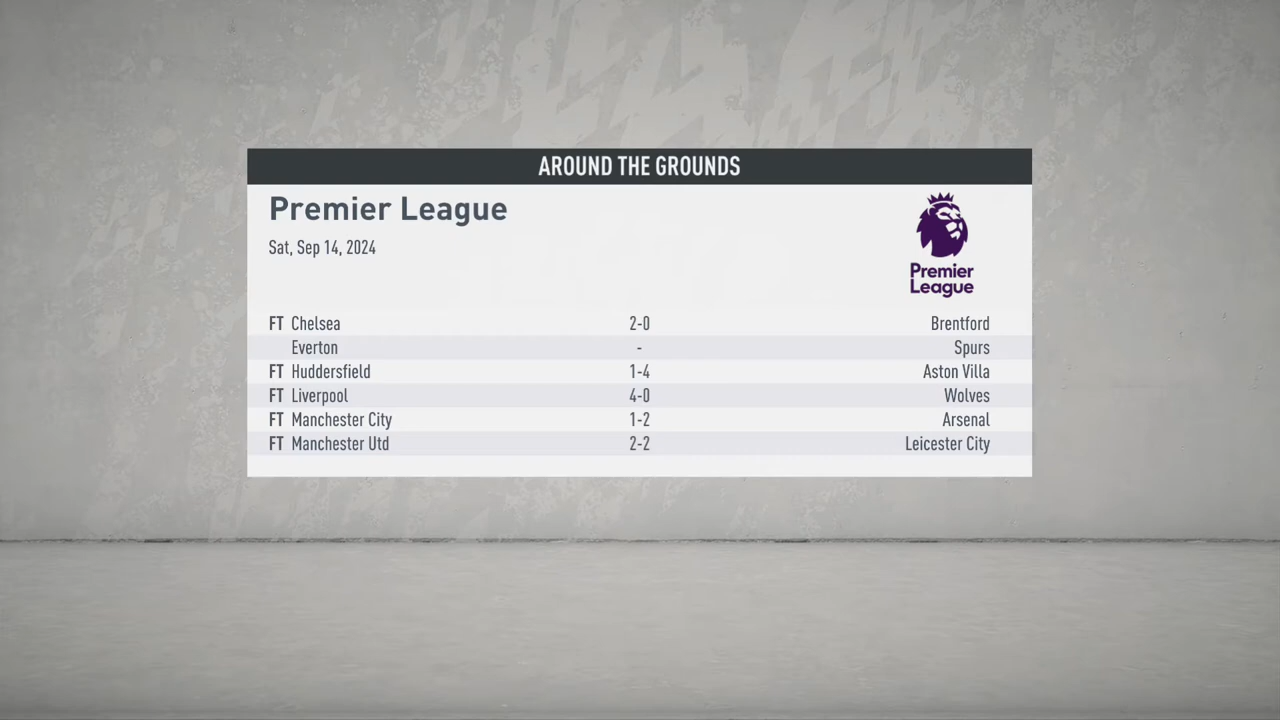 AROUND THE GROUNDS
Premier League
Sat, Sep 14, 2024
Premier
League
FT Chelsea 2-0 Brentford
Everton - Spurs
FT Huddersfield 1-4 Aston Villa
FT Liverpool 4-0 Wolves
FT Manchester City 1-2 Arsenal
FT Manchester Utd 2-2 Leicester City